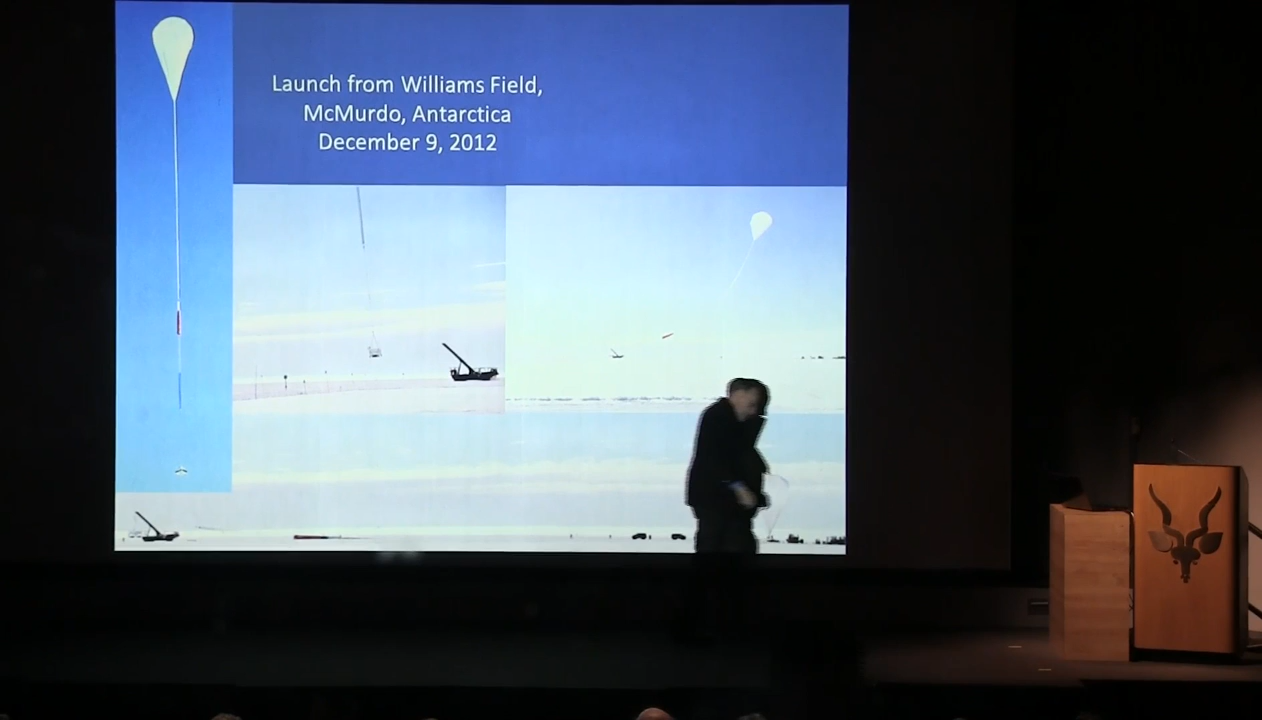 Launch from Williams Field,
McMurdo, Antarctica
December 9, 2012